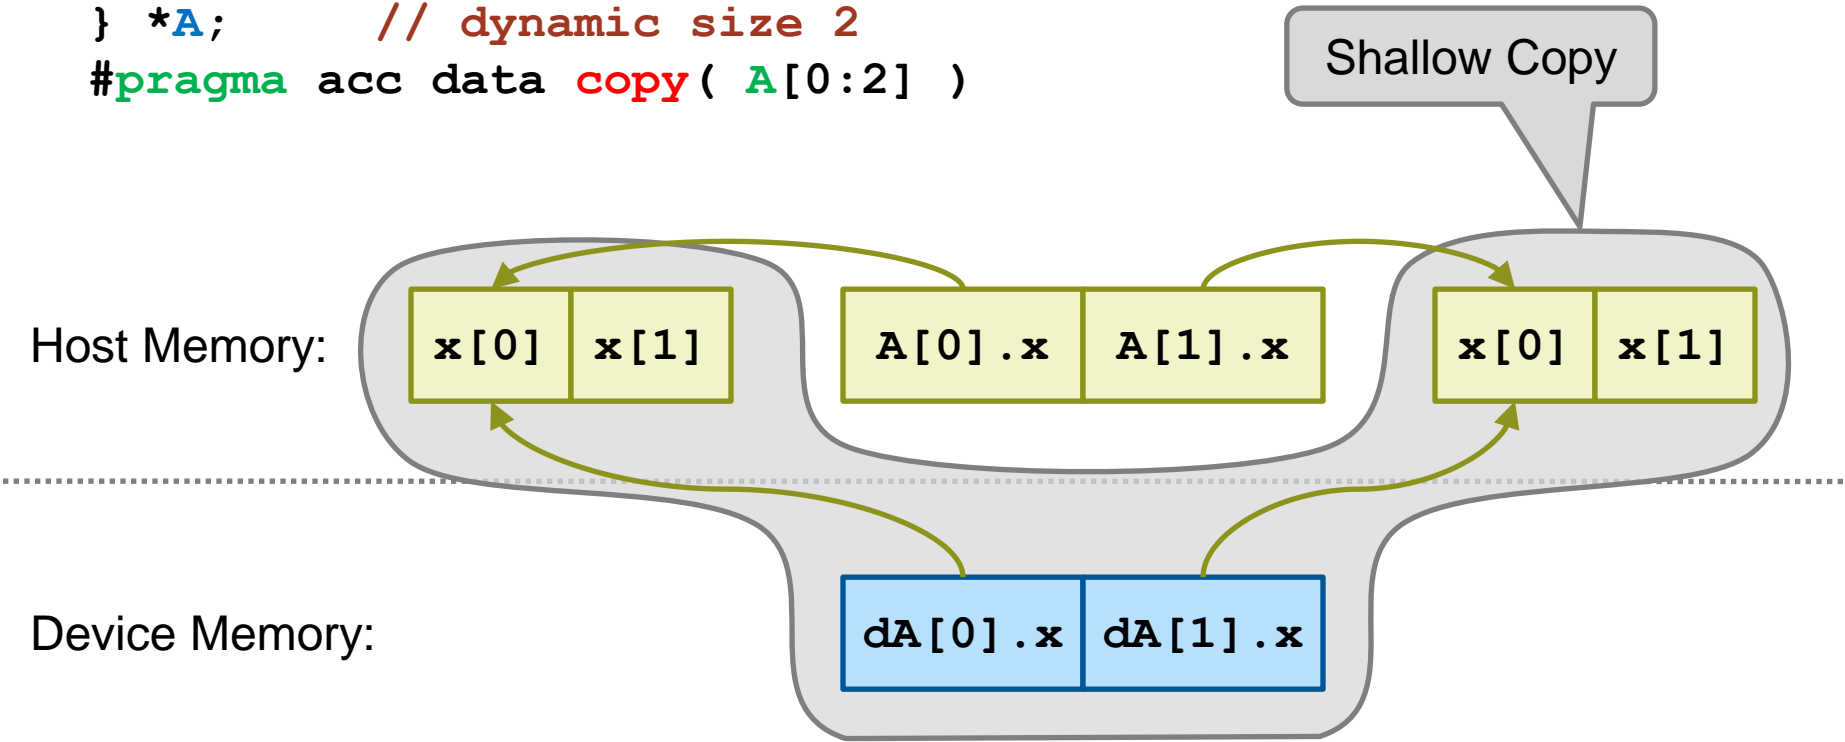 } *A; // dynamic size 2
#pragma acc data copy( A[0:2] )
Shallow Copy
Host Memory: x[0] x[1] A[0].x A[1].x x[0] x[1]
Device Memory: dA[0].x dA[1].x